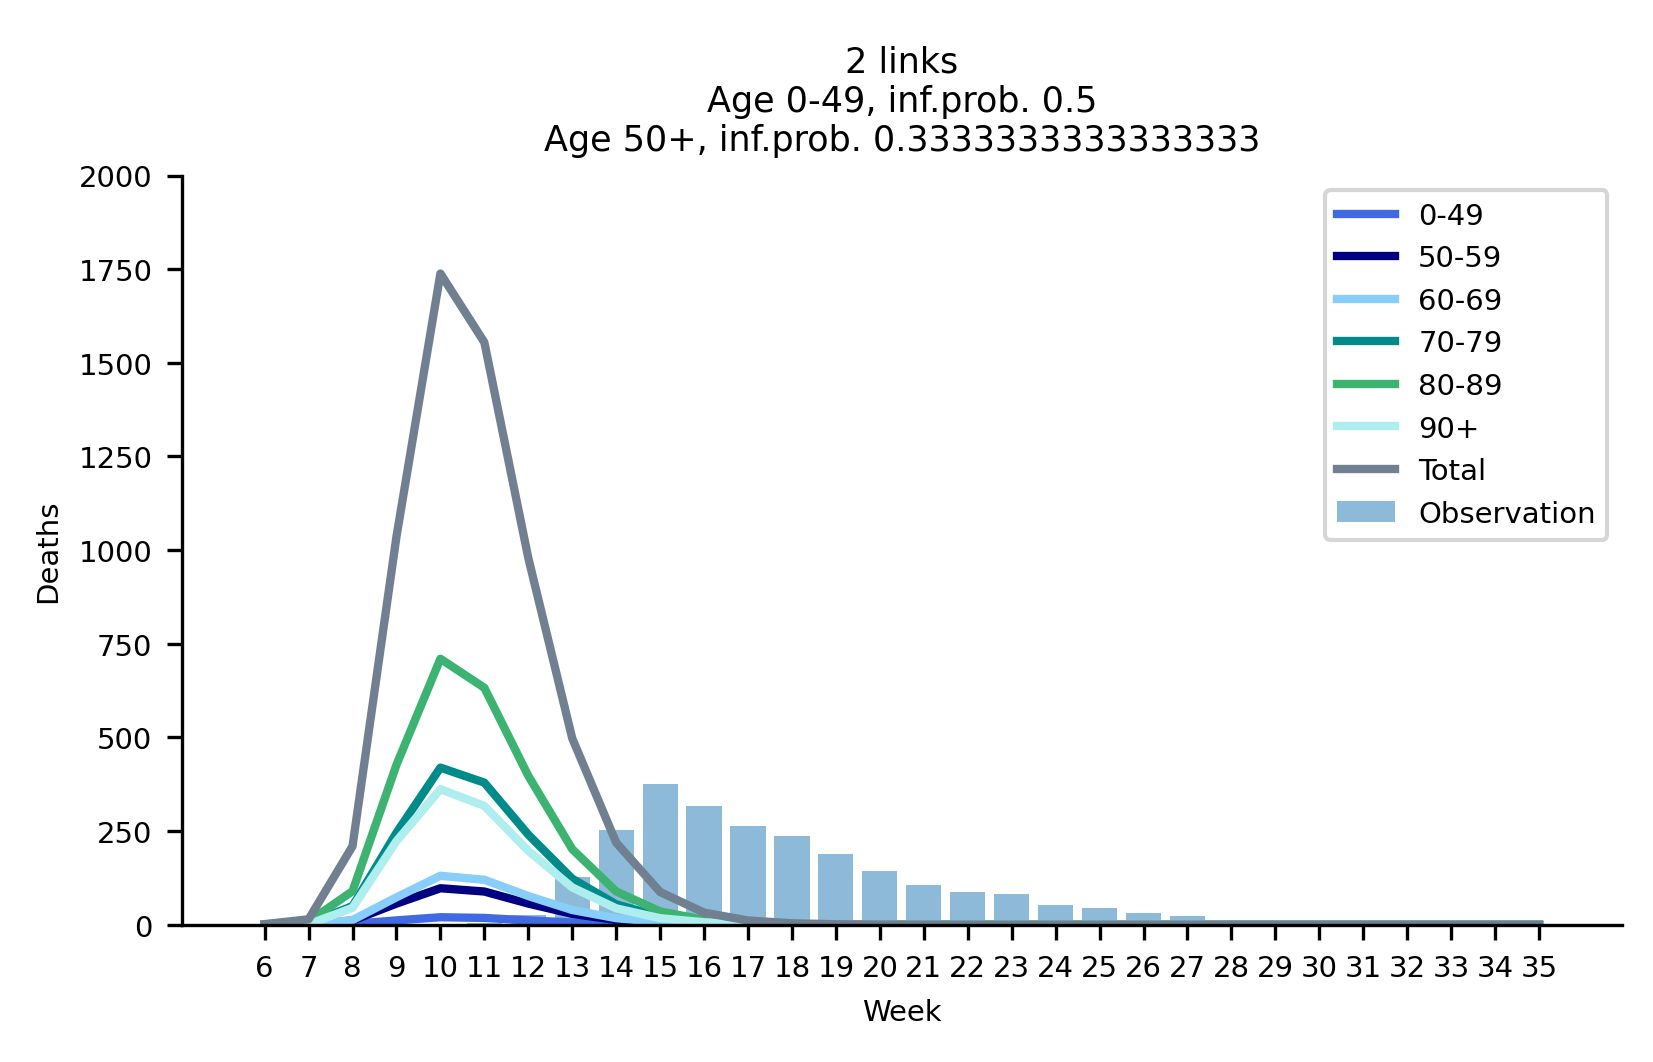 2 links
Age 0-49, inf.prob. 0.5
Age 50+, inf.prob. 0.3333333333333333
2000
1750
1500
1250
1000
750
500
250
0
Deaths
0-49
50-59
60-69
70-79
80-89
90+
Total
Observation
6 7 8 9 10 11 12 13 14 15 16 17 18 19 20 21 22 23 24 25 26 27 28 29 30 31 32 33 34 35
Week